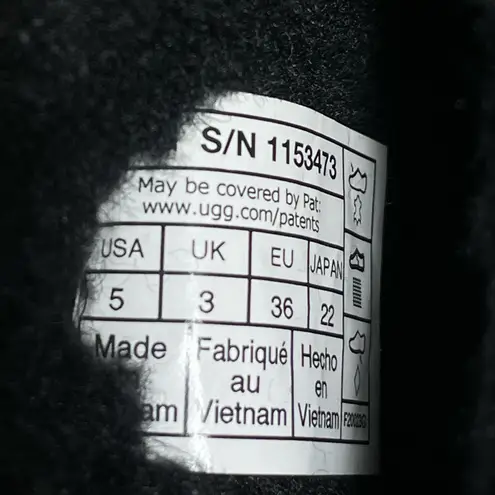 S/N 1153473
May be covered by Pat:
www.ugg.com/patents
USA UK EU JAPAN
5 3 36 22
Made Fabriqué Hecho
au en
am Vietnam Vietnam